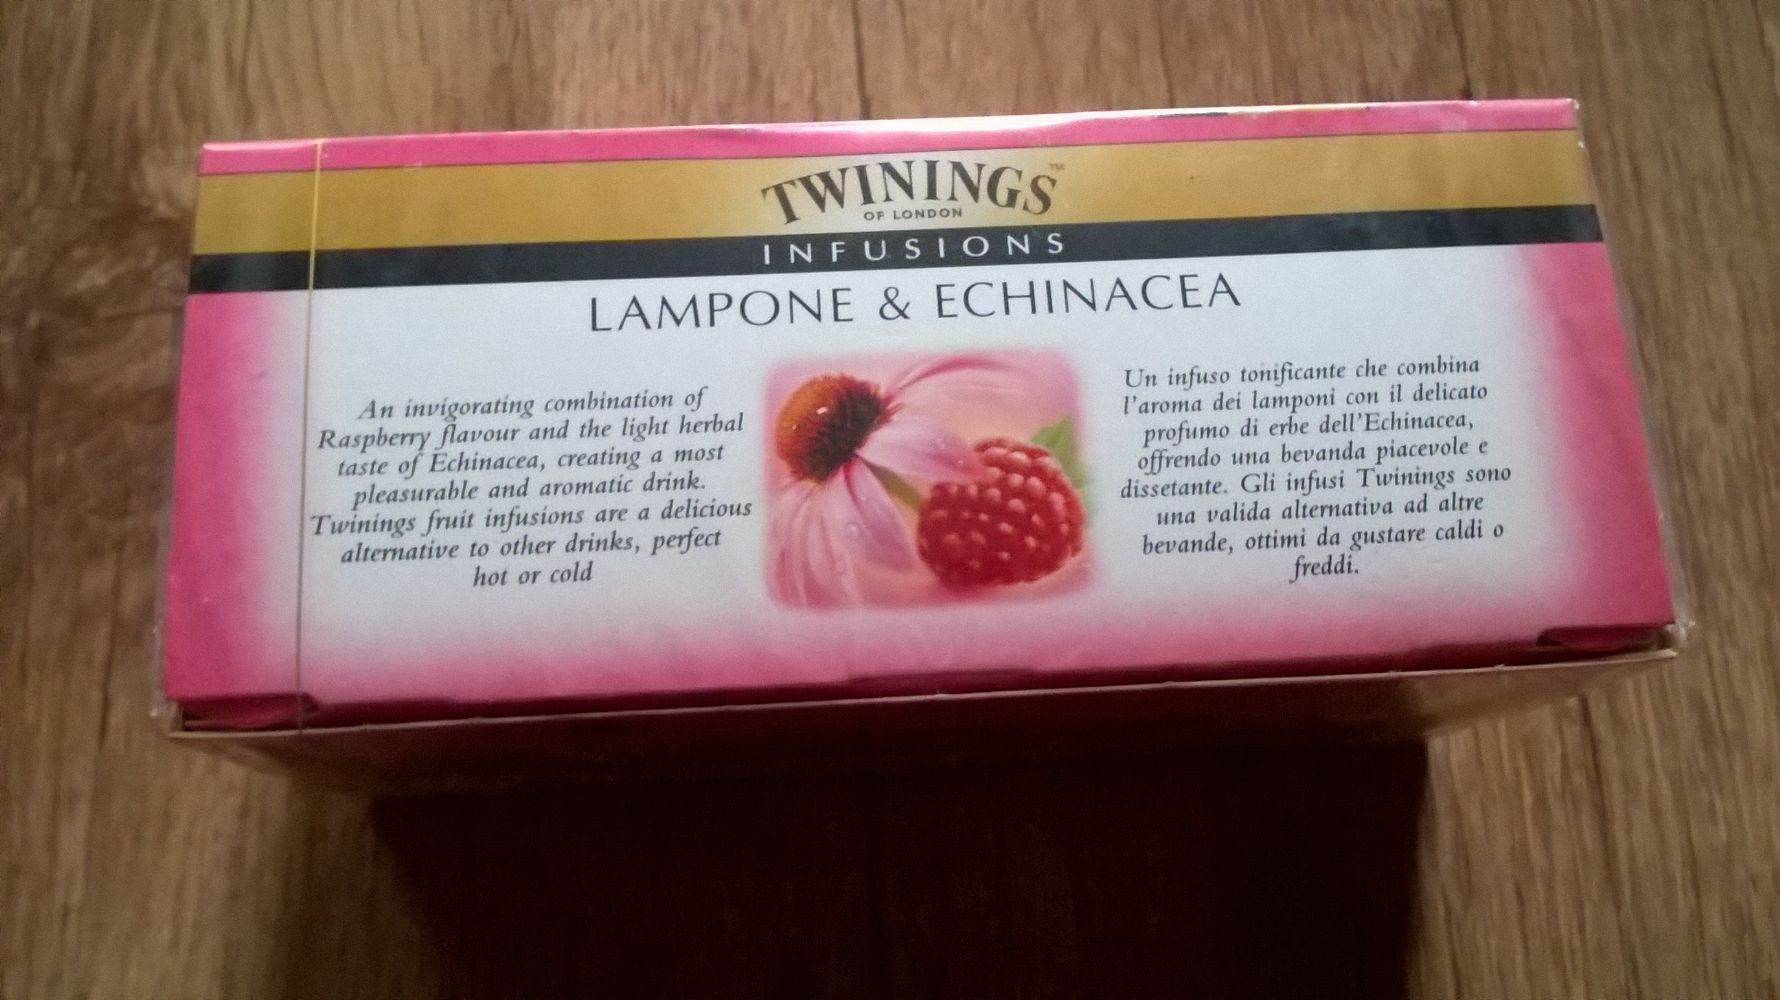 TWININGS™
OF LONDON
INFUSIONS
LAMPONE & ECHINACEA
An invigorating combination of
Raspberry flavour and the light herbal
taste of Echinacea, creating a most
pleasurable and aromatic drink.
Twinings fruit infusions are a delicious
alternative to other drinks, perfect
hot or cold
Un infuso tonificante che combina
l'aroma dei lamponi con il delicato
profumo di erbe dell'Echinacea,
offrendo una bevanda piacevole e
dissetante. Gli infusi Twinings sono
una valida alternativa ad altre
bevande, ottimi da gustare caldi o
freddi.